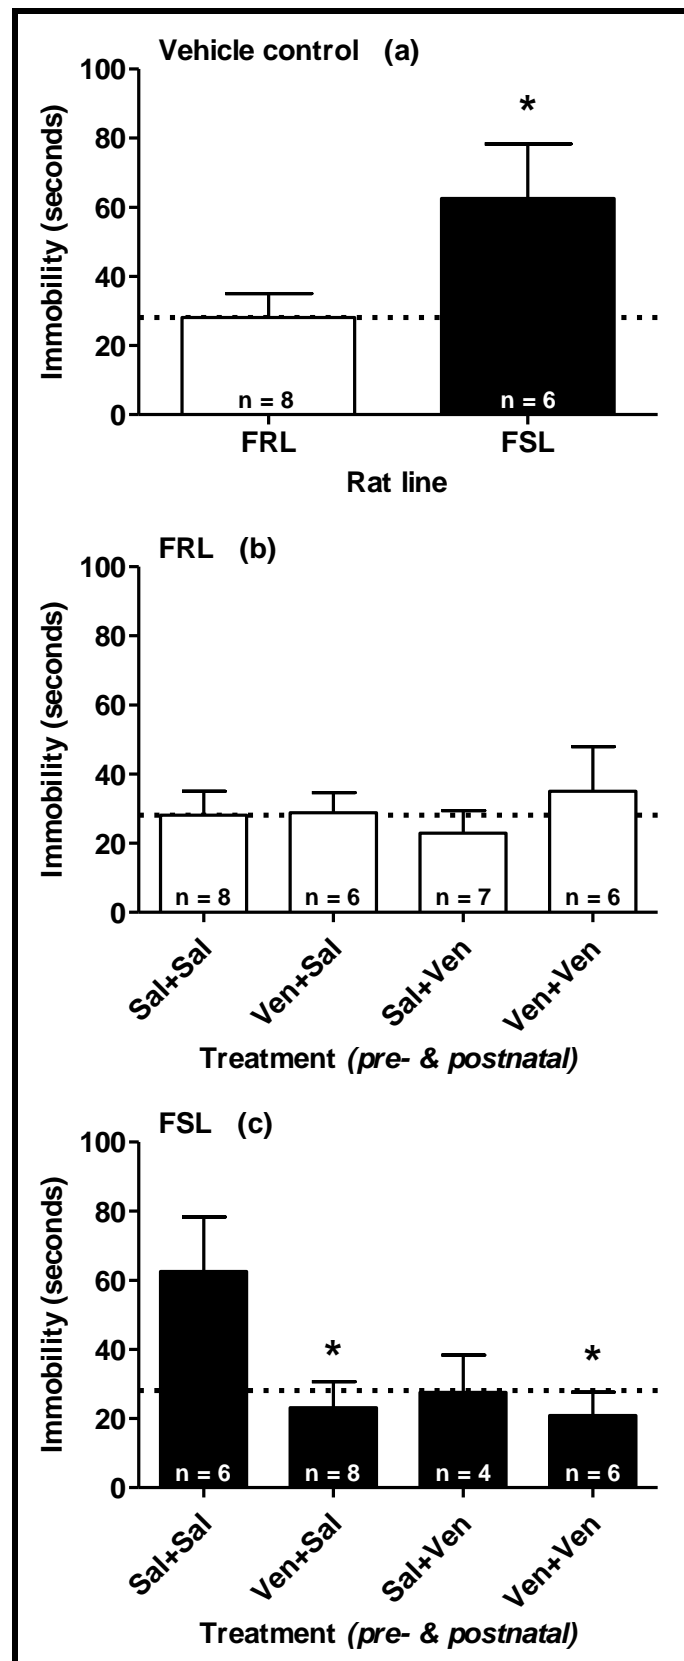 Vehicle control (a)
Immobility (seconds)
100
80
60
40
20
0
*
n = 8
n = 6
FRL
FSL
Rat line
FRL (b)
Immobility (seconds)
100
80
60
40
20
0
n = 8
n = 6
n = 7
n = 6
Sal+Sal
Ven+Sal
Sal+Ven
Ven+Ven
Treatment (pre- & postnatal)
FSL (c)
Immobility (seconds)
100
80
60
40
20
0
*
*
n = 6
n = 8
n = 4
n = 6
Sal+Sal
Ven+Sal
Sal+Ven
Ven+Ven
Treatment (pre- & postnatal)